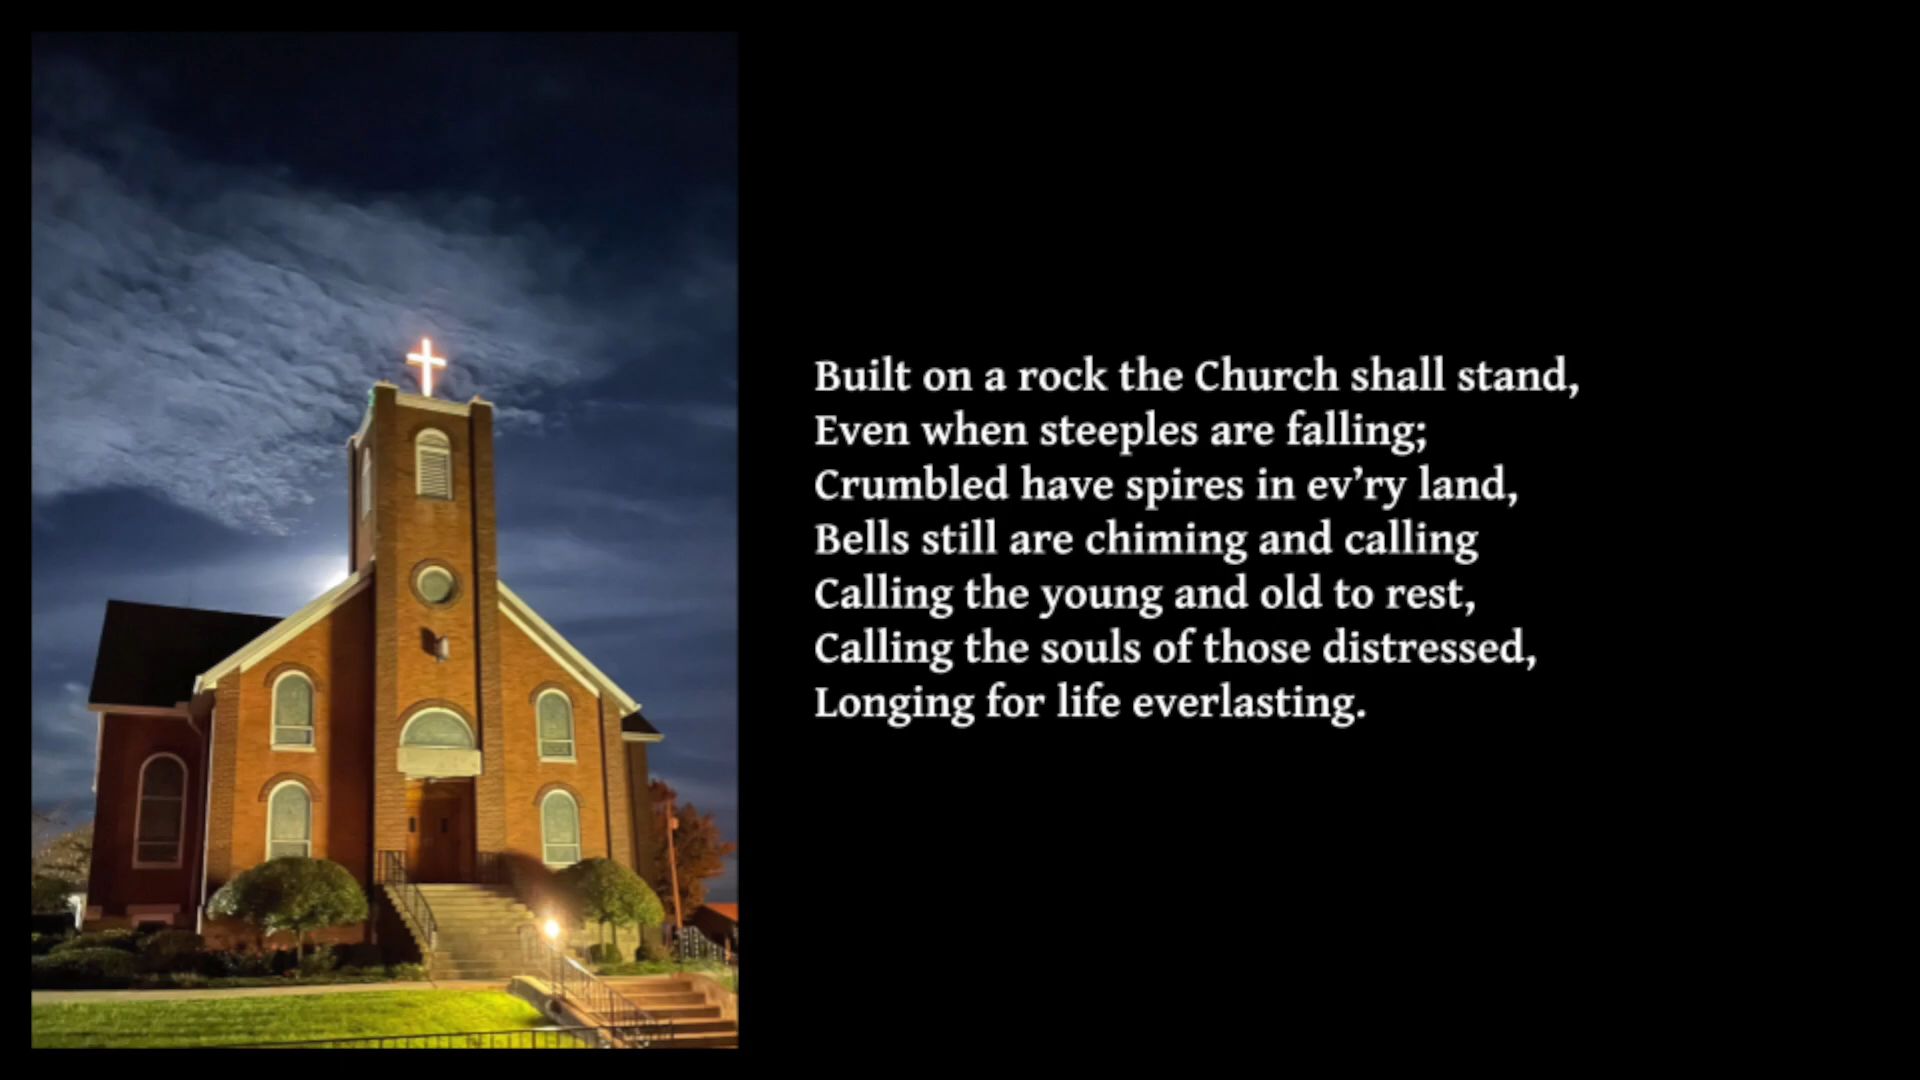 Built on a rock the Church shall stand,
Even when steeples are falling;
Crumbled have spires in ev’ry land,
Bells still are chiming and calling
Calling the young and old to rest,
Calling the souls of those distressed,
Longing for life everlasting.